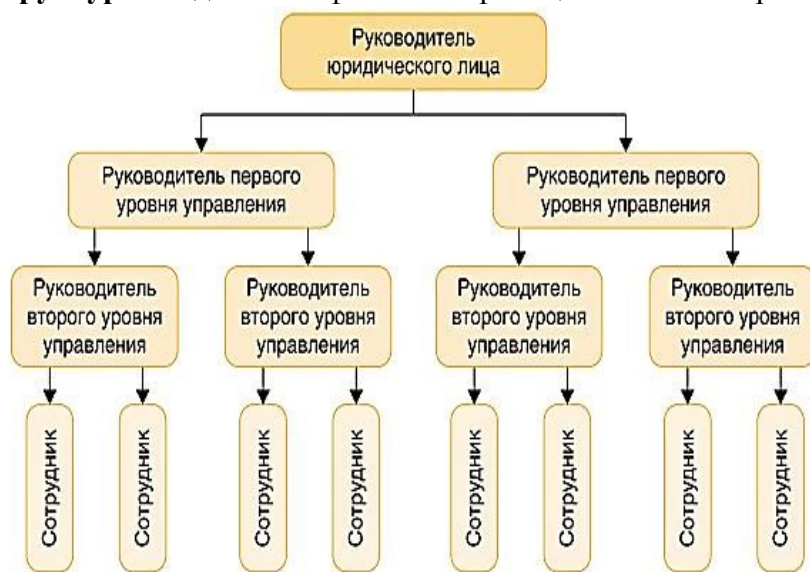 Руководитель
юридического лица
Руководитель первого
уровня управления
Руководитель первого
уровня управления
Руководитель
второго уровня
управления
Руководитель
второго уровня
управления
Руководитель
второго уровня
управления
Руководитель
второго уровня
управления
Сотрудник
Сотрудник
Сотрудник
Сотрудник
Сотрудник
Сотрудник
Сотрудник
Сотрудник